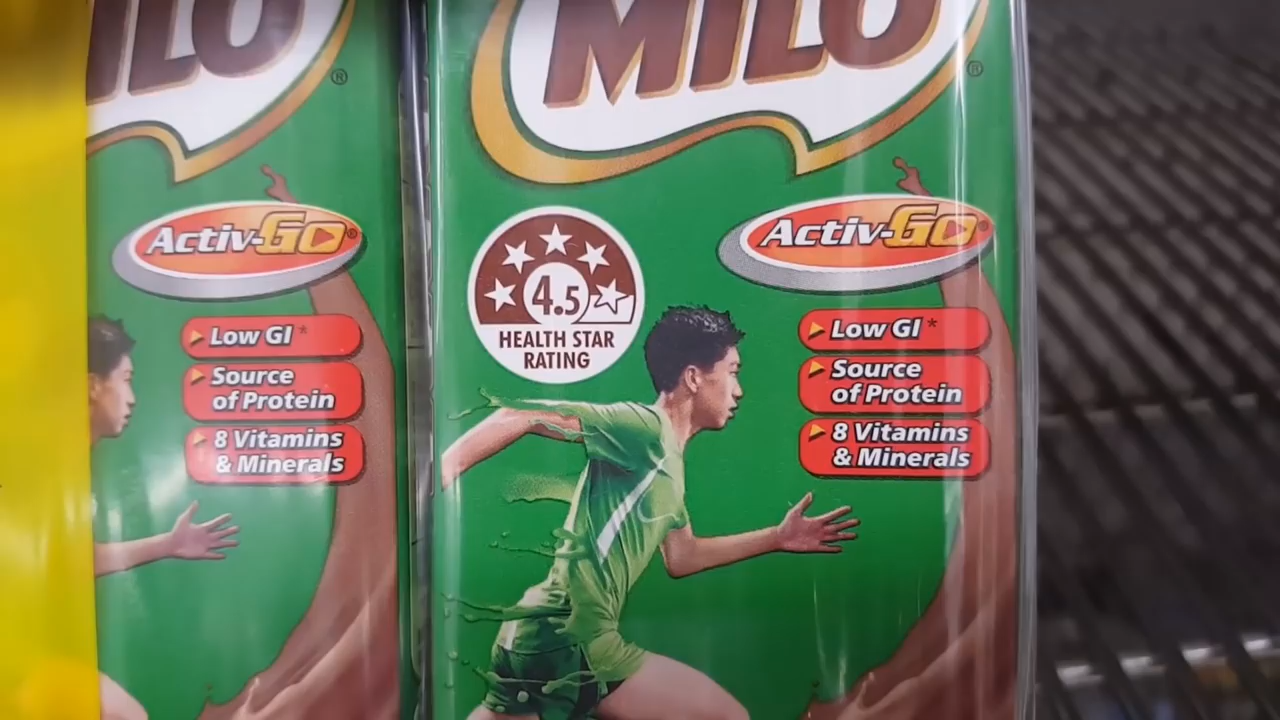 ILO
®
Activ-GO®
Low GI*
Source
of Protein
8 Vitamins
& Minerals
MILO
®
4.5
HEALTH STAR
RATING
Activ-GO®
Low GI*
Source
of Protein
8 Vitamins
& Minerals